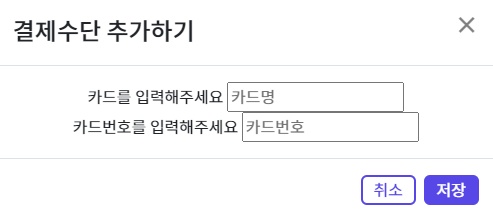 결제수단 추가하기
카드를 입력해주세요 카드명
카드번호를 입력해주세요 카드번호
취소 저장